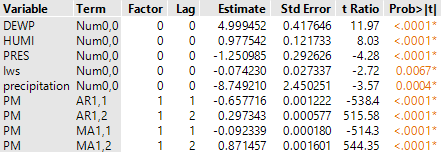 Variable Term Factor Lag Estimate Std Error t Ratio Prob>|t|
DEWP Num0,0 0 0 4.999452 0.417646 11.97 <.0001*
HUMI Num0,0 0 0 0.977542 0.121733 8.03 <.0001*
PRES Num0,0 0 0 -1.250985 0.292626 -4.28 <.0001*
lws Num0,0 0 0 -0.074230 0.027337 -2.72 0.0067*
precipitation Num0,0 0 0 -8.749210 2.450251 -3.57 0.0004*
PM AR1,1 1 1 -0.657716 0.001222 -538.4 <.0001*
PM AR1,2 1 2 0.297343 0.000577 515.58 <.0001*
PM MA1,1 1 1 -0.092339 0.000180 -514.3 <.0001*
PM MA1,2 1 2 0.871457 0.001601 544.35 <.0001*